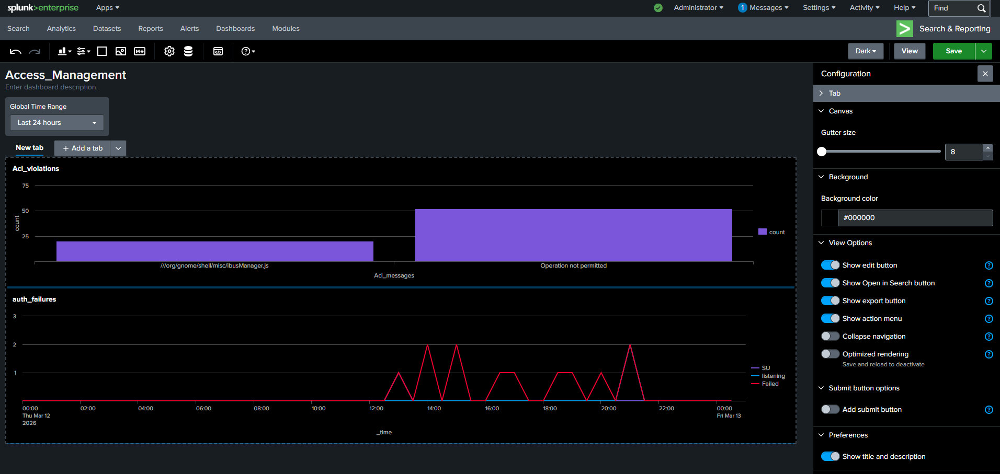 splunk>enterprise Apps Administrator 1 Messages Settings Activity Help Find
Search Analytics Datasets Reports Alerts Dashboards Modules Search & Reporting
Dark View Save
Access_Management
Enter dashboard description.
Global Time Range
Last 24 hours
New tab + Add a tab
Acl_violations
75
50
25
count
///org/gnome/shell/misc/ibusManager.js Operation not permitted
Acl_messages
count
auth_failures
3
2
1
SU
listening
Failed
00:00 02:00 04:00 06:00 08:00 10:00 12:00 14:00 16:00 18:00 20:00 22:00 00:00
Thu Mar 12 Fri Mar 13
2026
_time
Configuration
Tab
Canvas
Gutter size
8
Background
Background color
#000000
View Options
Show edit button
Show Open in Search button
Show export button
Show action menu
Collapse navigation
Optimized rendering
Save and reload to deactivate
Submit button options
Add submit button
Preferences
Show title and description